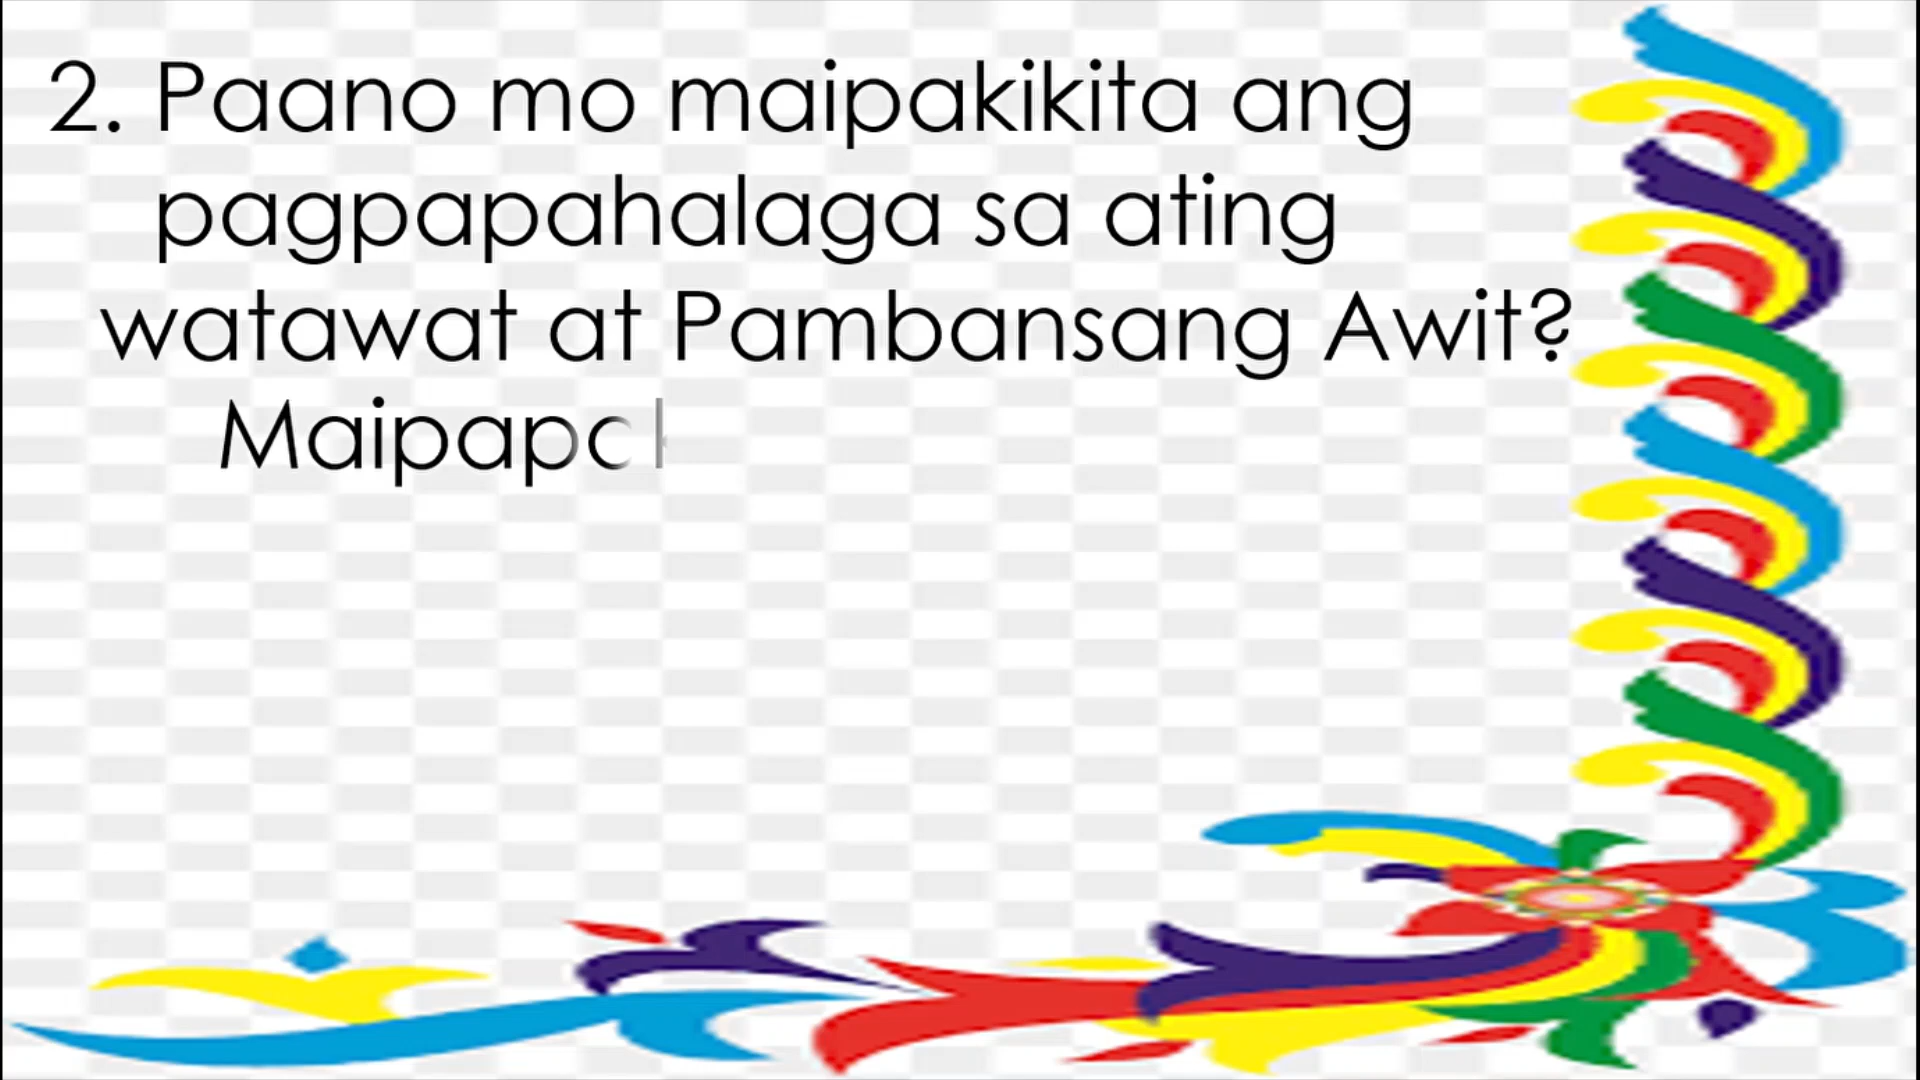 2. Paano mo maipakikita ang
pagpapahalaga sa ating
watawat at Pambansang Awit?